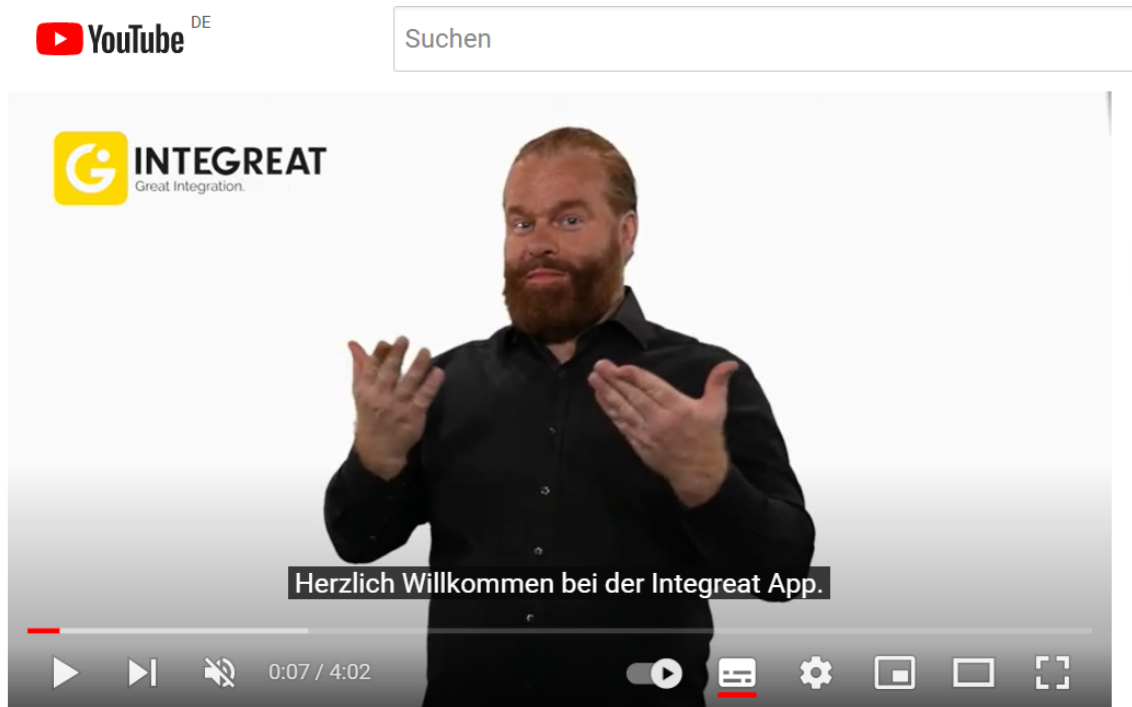 YouTube DE
Suchen
INTEGREAT
Great Integration.
Herzlich Willkommen bei der Integreat App.
0:07 / 4:02